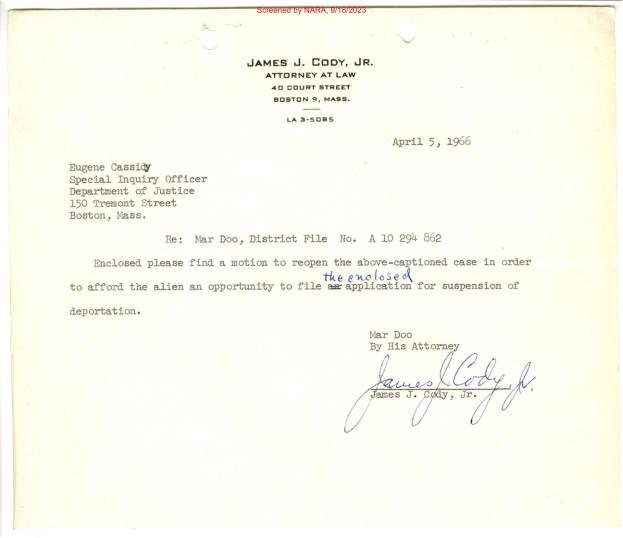 Screened by NARA, 9/18/2023
JAMES J. CODY, JR.
ATTORNEY AT LAW
40 COURT STREET
BOSTON 9, MASS.
LA 3-5085
April 5, 1966
Eugene Cassidy
Special Inquiry Officer
Department of Justice
150 Tremont Street
Boston, Mass.
Re: Mar Doo, District File No. A 10 294 862
Enclosed please find a motion to reopen the above-captioned case in order
the enclosed
to afford the alien an opportunity to file an application for suspension of
deportation.
Mar Doo
By His Attorney
James J. Cody, Jr.
James J. Cody, Jr.